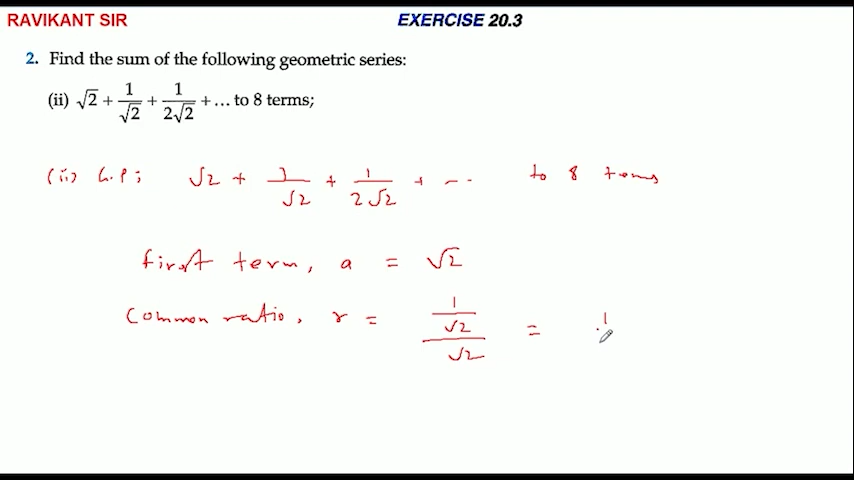 RAVIKANT SIR EXERCISE 20.3
2. Find the sum of the following geometric series:
(ii) √2 + 1/√2 + 1/2√2 + ... to 8 terms;
(ii) G.P; √2 + 1/√2 + 1/2√2 + --- to 8 terms
first term, a = √2
common ratio, r = (1/√2)/√2 = 1